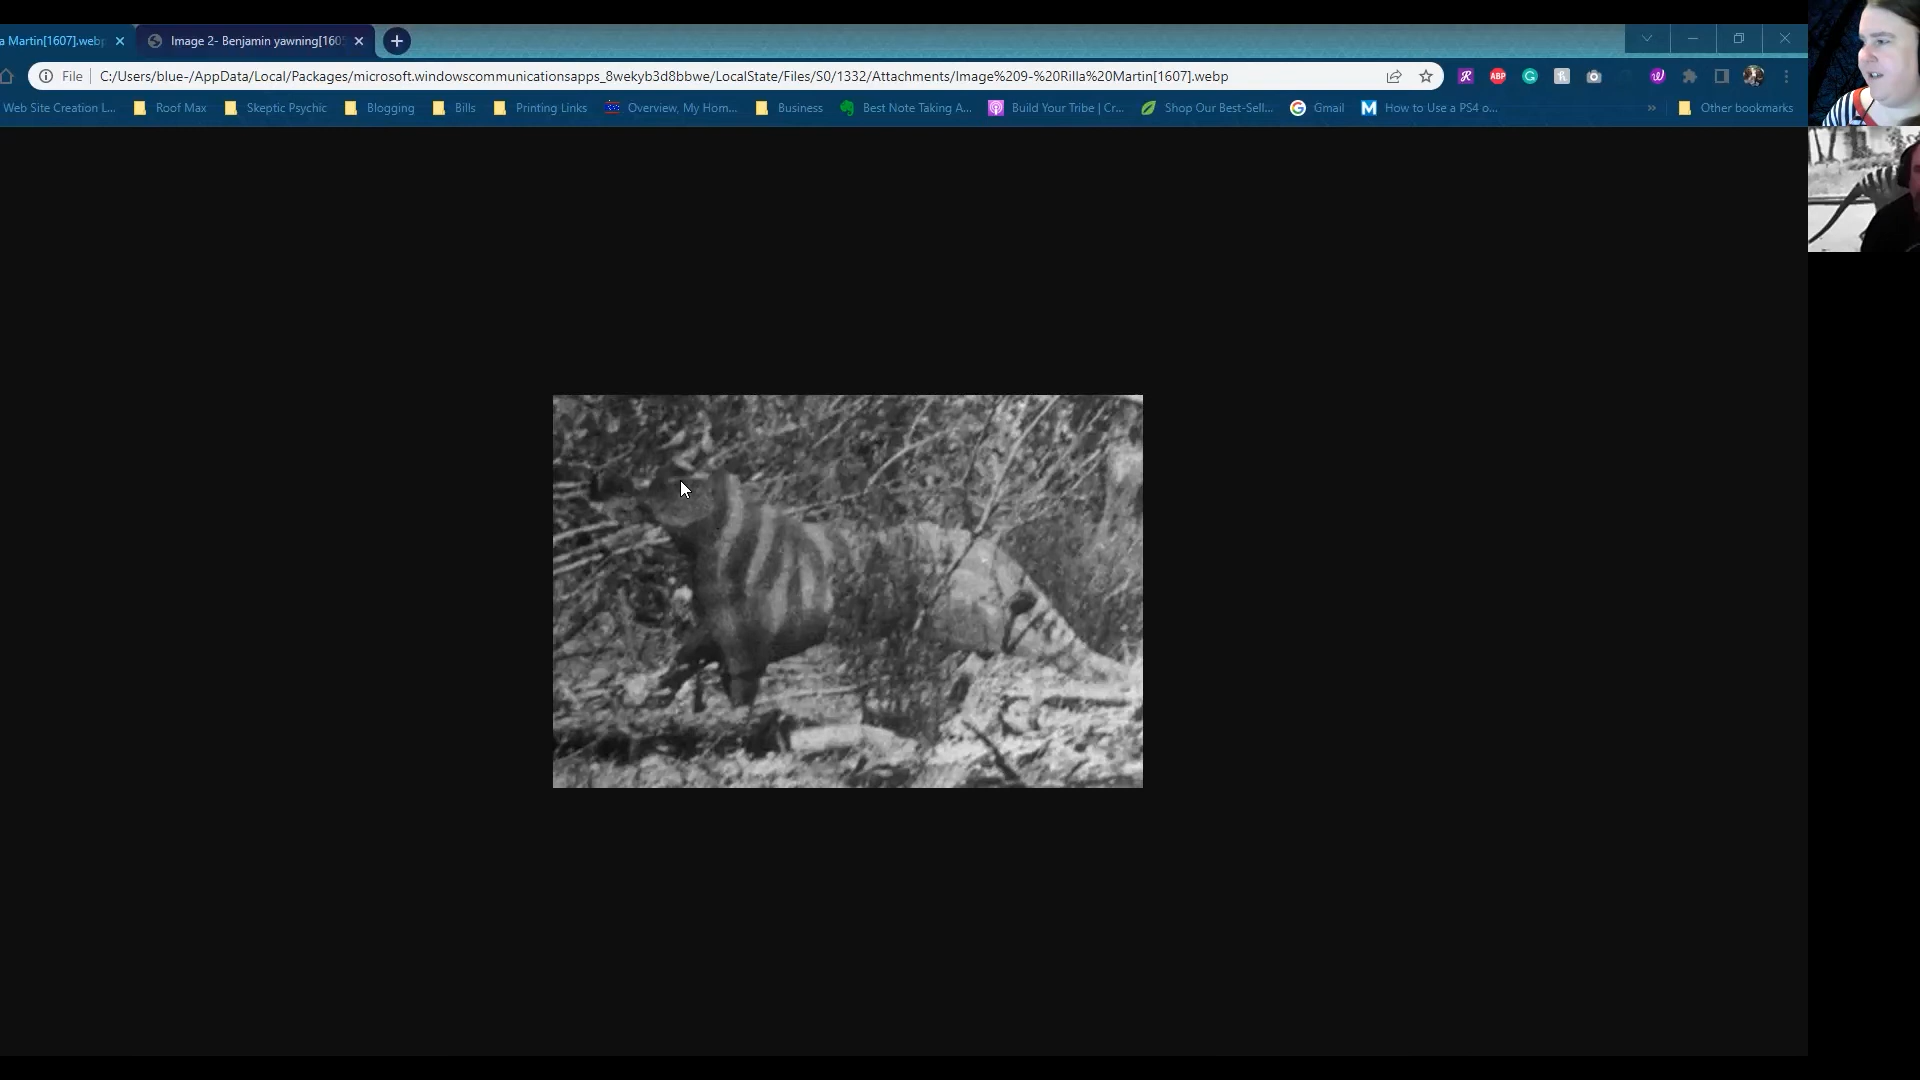 a Martin[1607].webp
Image 2- Benjamin yawning[160
File
C:/Users/blue-/AppData/Local/Packages/microsoft.windowscommunicationsapps_8wekyb3d8bbwe/LocalState/Files/S0/1332/Attachments/Image%209-%20Rilla%20Martin[1607].webp
ABP
Web Site Creation L... Roof Max Skeptic Psychic Blogging Bills Printing Links Overview, My Hom... Business Best Note Taking A... Build Your Tribe | Cr... Shop Our Best-Sell... Gmail How to Use a PS4 o... » Other bookmarks